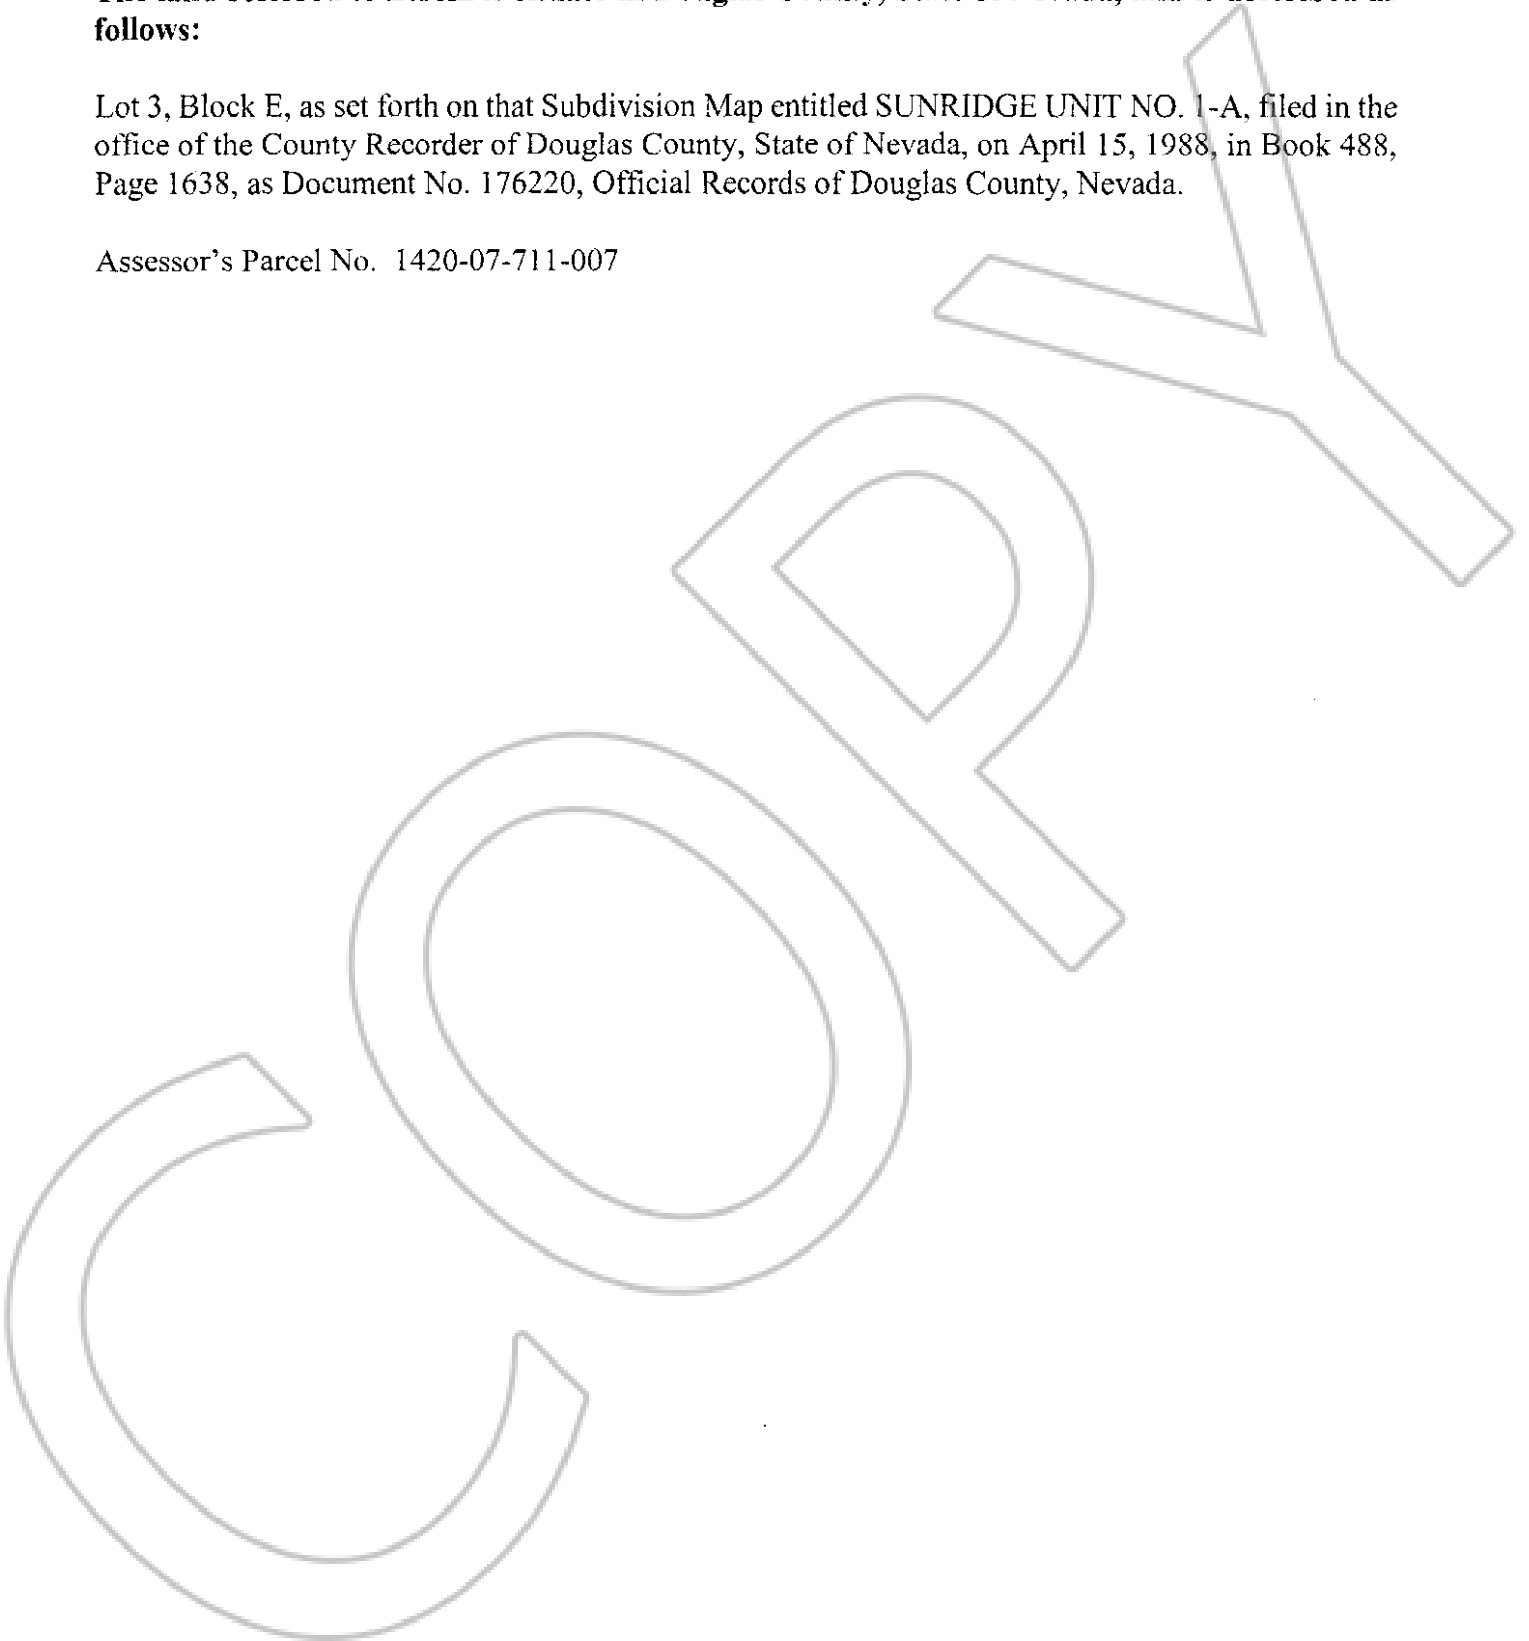 follows:
Lot 3, Block E, as set forth on that Subdivision Map entitled SUNRIDGE UNIT NO. 1-A, filed in the
office of the County Recorder of Douglas County, State of Nevada, on April 15, 1988, in Book 488,
Page 1638, as Document No. 176220, Official Records of Douglas County, Nevada.
Assessor's Parcel No. 1420-07-711-007
COPY